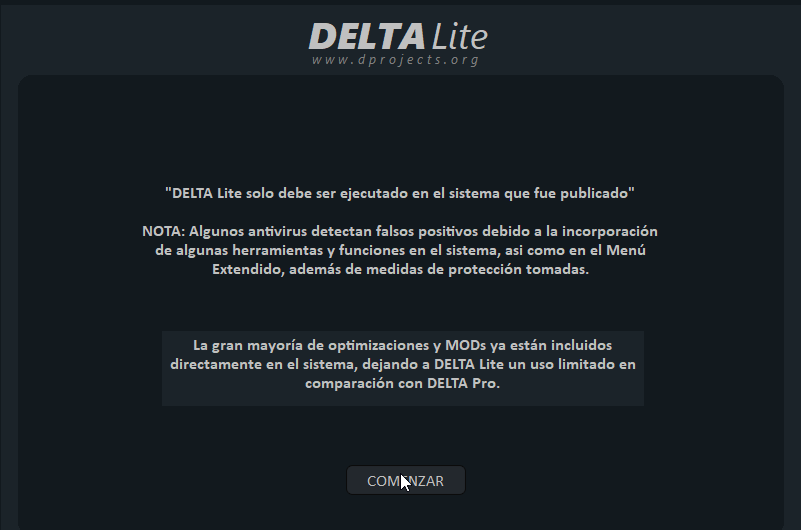 DELTA Lite
www.dprojects.org
"DELTA Lite solo debe ser ejecutado en el sistema que fue publicado"
NOTA: Algunos antivirus detectan falsos positivos debido a la incorporación
de algunas herramientas y funciones en el sistema, asi como en el Menú
Extendido, además de medidas de protección tomadas.
La gran mayoría de optimizaciones y MODs ya están incluidos
directamente en el sistema, dejando a DELTA Lite un uso limitado en
comparación con DELTA Pro.
COMENZAR